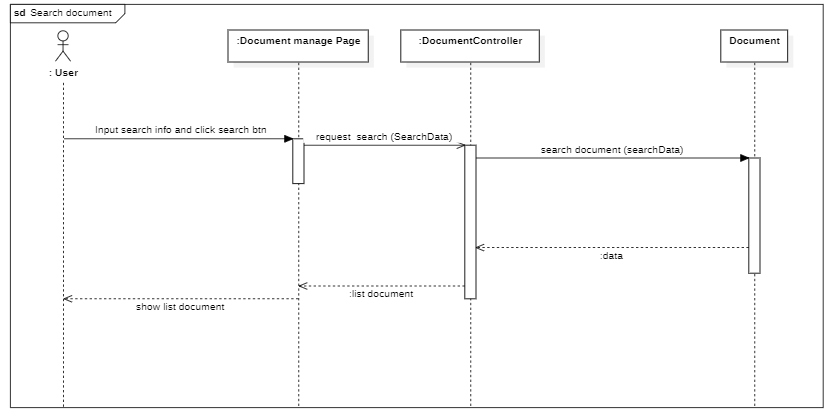 sd Search document
: User
:Document manage Page
:DocumentController
Document
Input search info and click search btn
request  search (SearchData)
search document (searchData)
:data
:list document
show list document